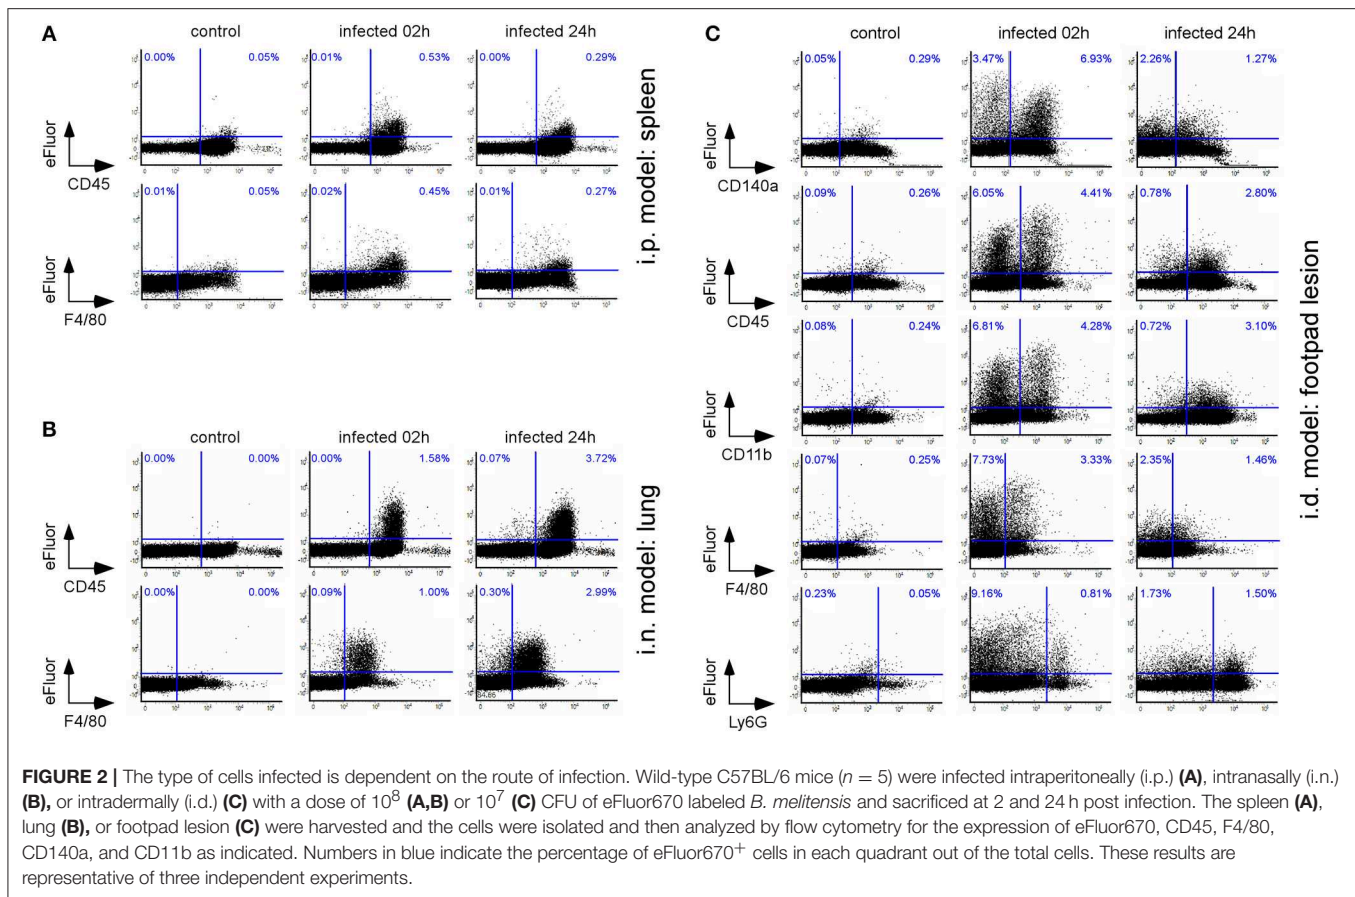 A
control
infected 02h
infected 24h
0.00%
0.05%
0.01%
0.53%
0.00%
0.29%
eFluor
CD45
0.01%
0.05%
0.02%
0.45%
0.01%
0.27%
eFluor
F4/80
i.p. model: spleen
B
control
infected 02h
infected 24h
0.00%
0.00%
0.00%
1.58%
0.07%
3.72%
eFluor
CD45
0.00%
0.00%
0.09%
1.00%
0.30%
2.99%
eFluor
F4/80
i.n. model: lung
C
control
infected 02h
infected 24h
0.05%
0.29%
3.47%
6.93%
2.26%
1.27%
eFluor
CD140a
0.09%
0.26%
6.05%
4.41%
0.78%
2.80%
eFluor
CD45
0.08%
0.24%
6.81%
4.28%
0.72%
3.10%
eFluor
CD11b
0.07%
0.25%
7.73%
3.33%
2.35%
1.46%
eFluor
F4/80
0.23%
0.05%
9.16%
0.81%
1.73%
1.50%
eFluor
Ly6G
i.d. model: footpad lesion
FIGURE 2 | The type of cells infected is dependent on the route of infection. Wild-type C57BL/6 mice (n = 5) were infected intraperitoneally (i.p.) (A), intranasally (i.n.)
(B), or intradermally (i.d.) (C) with a dose of 10⁸ (A,B) or 10⁷ (C) CFU of eFluor670 labeled B. melitensis and sacrificed at 2 and 24 h post infection. The spleen (A),
lung (B), or footpad lesion (C) were harvested and the cells were isolated and then analyzed by flow cytometry for the expression of eFluor670, CD45, F4/80,
CD140a, and CD11b as indicated. Numbers in blue indicate the percentage of eFluor670⁺ cells in each quadrant out of the total cells. These results are
representative of three independent experiments.